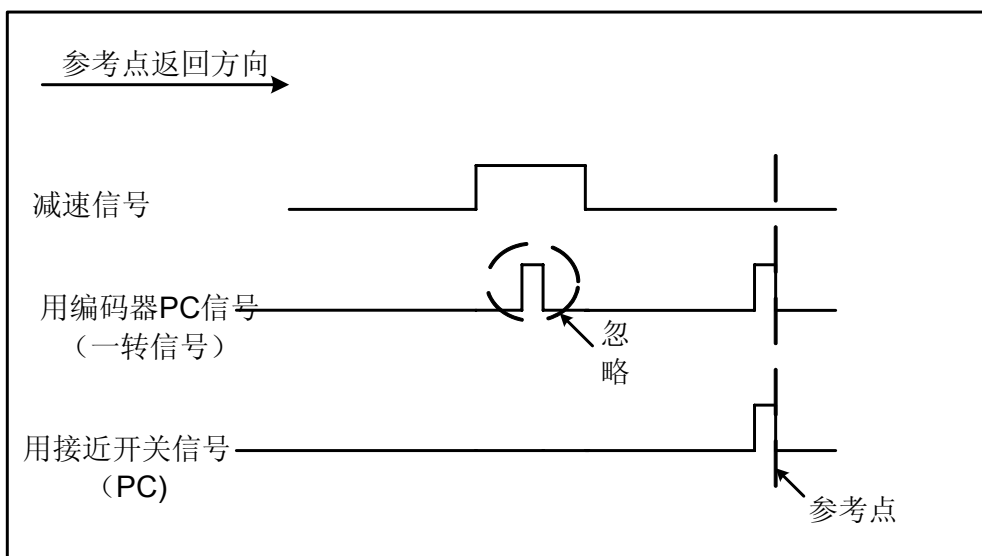 参考点返回方向
减速信号
用编码器PC信号
（一转信号）
忽
略
用接近开关信号
（PC)
参考点